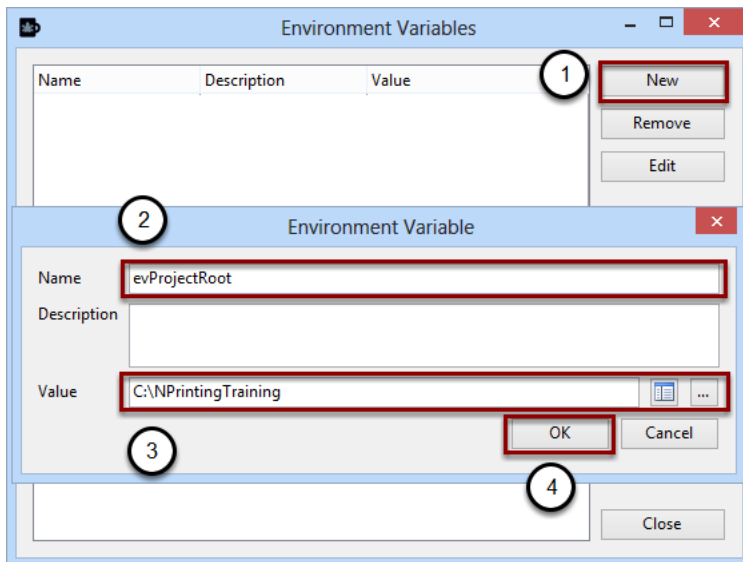 Environment Variables
Name Description Value 1 New
Remove
Edit
2 Environment Variable
Name evProjectRoot
Description
Value C:\NPrintingTraining ...
3 OK Cancel
4
Close